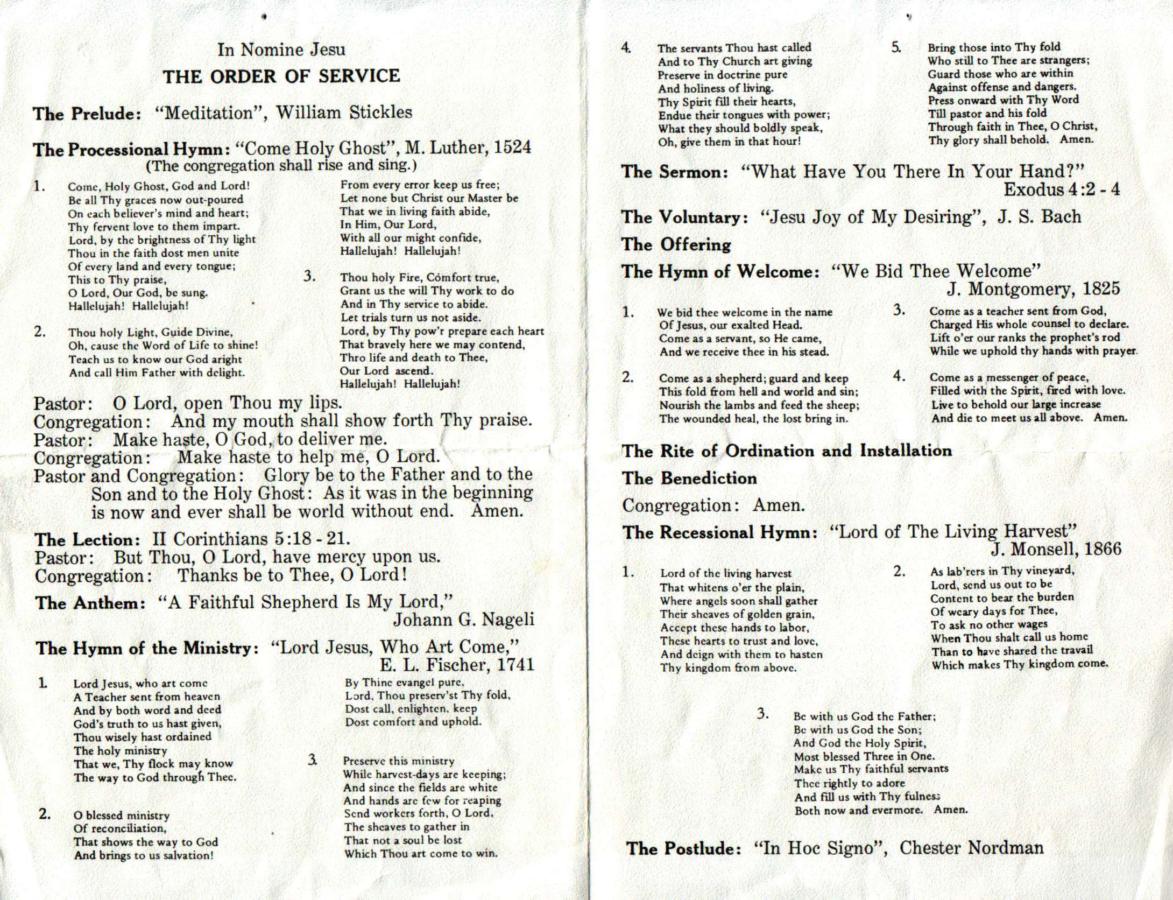 In Nomine Jesu
THE ORDER OF SERVICE
The Prelude: "Meditation", William Stickles
The Processional Hymn: "Come Holy Ghost", M. Luther, 1524
(The congregation shall rise and sing.)
1. Come, Holy Ghost, God and Lord!
Be all Thy graces now out-poured
On each believer's mind and heart;
Thy fervent love to them impart.
Lord, by the brightness of Thy light
Thou in the faith dost men unite
Of every land and every tongue;
This to Thy praise,
O Lord, Our God, be sung.
Hallelujah! Hallelujah!
2. Thou holy Light, Guide Divine,
Oh, cause the Word of Life to shine!
Teach us to know our God aright
And call Him Father with delight.
From every error keep us free;
Let none but Christ our Master be
That we in living faith abide,
In Him, Our Lord,
With all our might confide,
Hallelujah! Hallelujah!
3. Thou holy Fire, Comfort true,
Grant us the will Thy work to do
And in Thy service to abide.
Let trials turn us not aside.
Lord, by Thy pow'r prepare each heart
That bravely here we may contend,
Thro life and death to Thee,
Our Lord ascend.
Hallelujah! Hallelujah!
Pastor: O Lord, open Thou my lips.
Congregation: And my mouth shall show forth Thy praise.
Pastor: Make haste, O God, to deliver me.
Congregation: Make haste to help me, O Lord.
Pastor and Congregation: Glory be to the Father and to the
Son and to the Holy Ghost: As it was in the beginning
is now and ever shall be world without end. Amen.
The Lection: II Corinthians 5:18 - 21.
Pastor: But Thou, O Lord, have mercy upon us.
Congregation: Thanks be to Thee, O Lord!
The Anthem: "A Faithful Shepherd Is My Lord,"
Johann G. Nageli
The Hymn of the Ministry: "Lord Jesus, Who Art Come,"
E. L. Fischer, 1741
1. Lord Jesus, who art come
A Teacher sent from heaven
And by both word and deed
God's truth to us hast given,
Thou wisely hast ordained
The holy ministry
That we, Thy flock may know
The way to God through Thee.
2. O blessed ministry
Of reconciliation,
That shows the way to God
And brings to us salvation!
By Thine evangel pure,
Lord, Thou preserv'st Thy fold,
Dost call, enlighten, keep
Dost comfort and uphold.
3 Preserve this ministry
While harvest-days are keeping;
And since the fields are white
And hands are few for reaping
Send workers forth, O Lord,
The sheaves to gather in
That not a soul be lost
Which Thou art come to win.
4. The servants Thou hast called
And to Thy Church art giving
Preserve in doctrine pure
And holiness of living.
Thy Spirit fill their hearts,
Endue their tongues with power;
What they should boldly speak,
Oh, give them in that hour!
5. Bring those into Thy fold
Who still to Thee are strangers;
Guard those who are within
Against offense and dangers.
Press onward with Thy Word
Till pastor and his fold
Through faith in Thee, O Christ,
Thy glory shall behold. Amen.
The Sermon: "What Have You There In Your Hand?"
Exodus 4:2 - 4
The Voluntary: "Jesu Joy of My Desiring", J. S. Bach
The Offering
The Hymn of Welcome: "We Bid Thee Welcome"
J. Montgomery, 1825
1. We bid thee welcome in the name
Of Jesus, our exalted Head.
Come as a servant, so He came,
And we receive thee in his stead.
2. Come as a shepherd; guard and keep
This fold from hell and world and sin;
Nourish the lambs and feed the sheep;
The wounded heal, the lost bring in.
3. Come as a teacher sent from God,
Charged His whole counsel to declare.
Lift o'er our ranks the prophet's rod
While we uphold thy hands with prayer.
4. Come as a messenger of peace,
Filled with the Spirit, fired with love.
Live to behold our large increase
And die to meet us all above. Amen.
The Rite of Ordination and Installation
The Benediction
Congregation: Amen.
The Recessional Hymn: "Lord of The Living Harvest"
J. Monsell, 1866
1. Lord of the living harvest
That whitens o'er the plain,
Where angels soon shall gather
Their sheaves of golden grain,
Accept these hands to labor,
These hearts to trust and love,
And deign with them to hasten
Thy kingdom from above.
2. As lab'rers in Thy vineyard,
Lord, send us out to be
Content to bear the burden
Of weary days for Thee,
To ask no other wages
When Thou shalt call us home
Than to have shared the travail
Which makes Thy kingdom come.
3. Be with us God the Father;
Be with us God the Son;
And God the Holy Spirit,
Most blessed Three in One.
Make us Thy faithful servants
Thee rightly to adore
And fill us with Thy fulness
Both now and evermore. Amen.
The Postlude: "In Hoc Signo", Chester Nordman